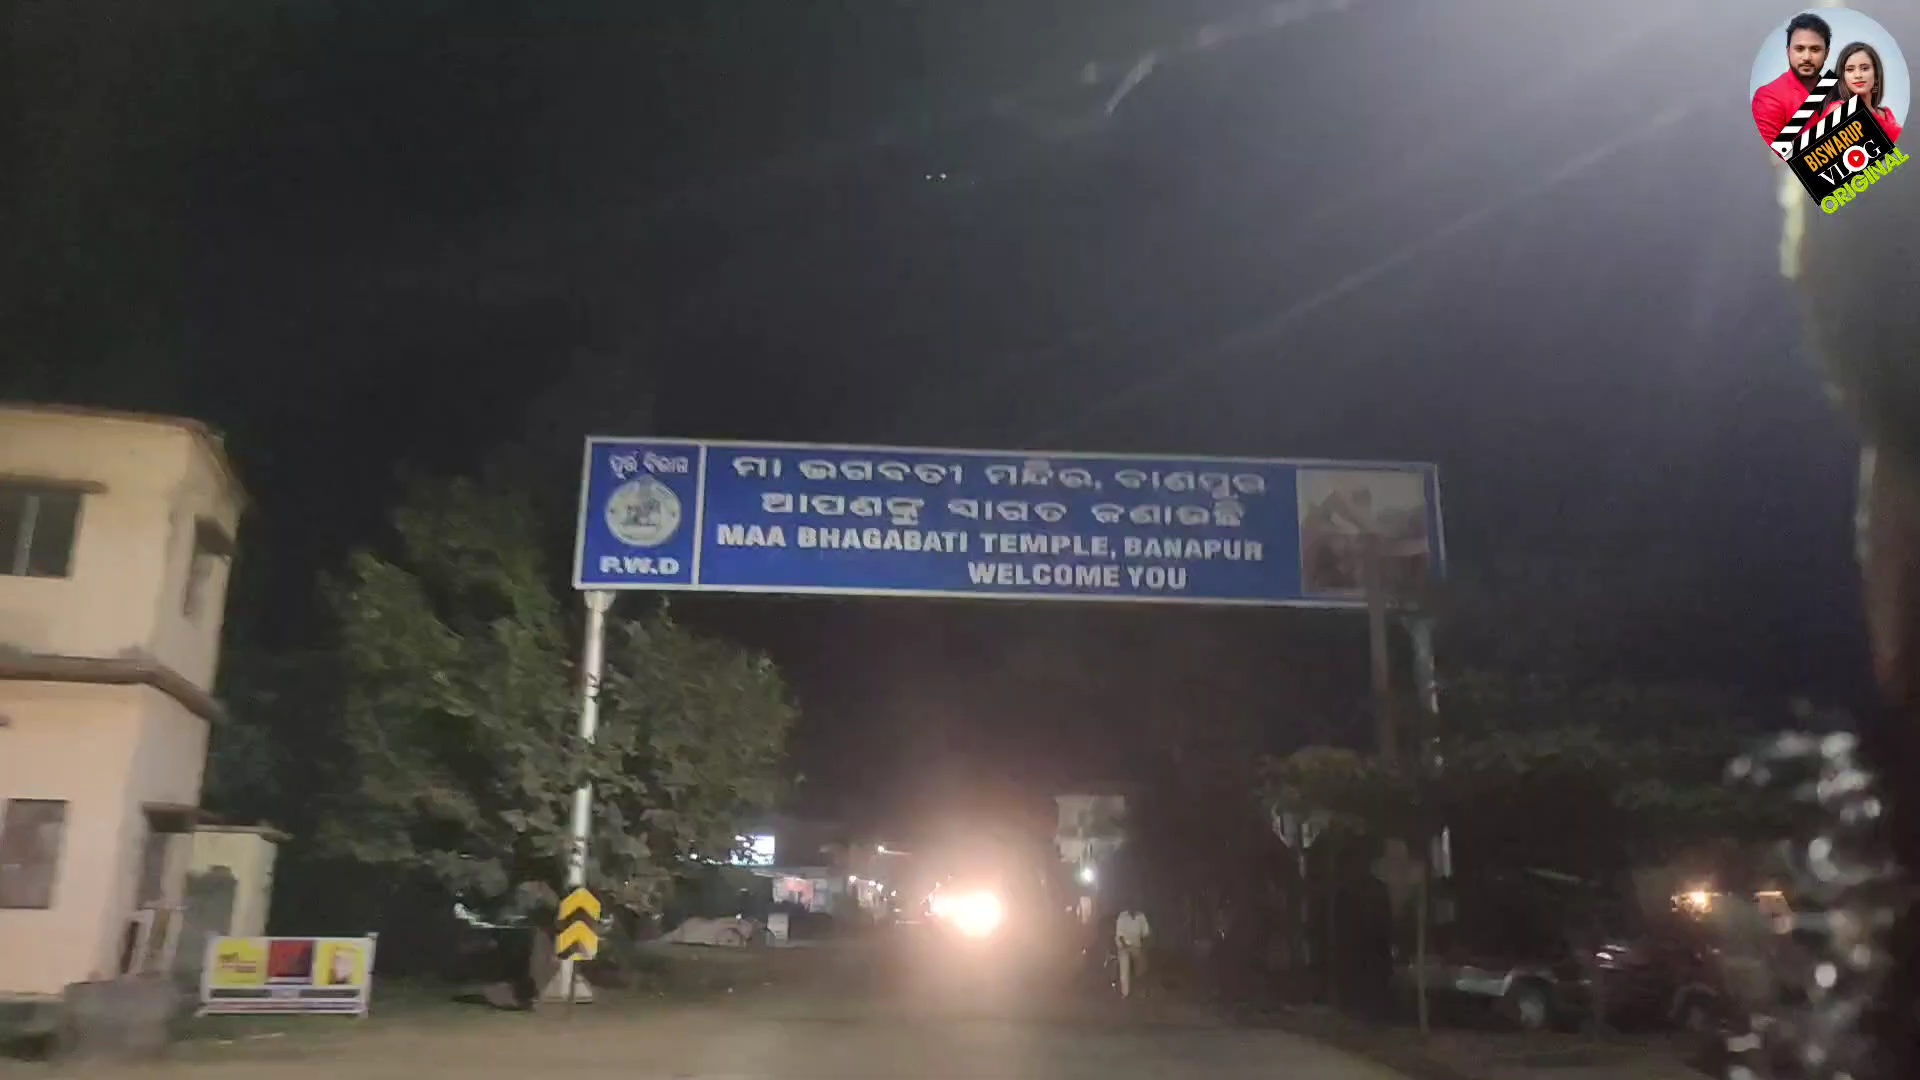 BISWARUP
VLOG
ORIGINAL
ପୂର୍ତ୍ତ ବିଭାଗ
P.W.D
ମା ଭଗବତୀ ମନ୍ଦିର, ବାଣପୁର
ଆପଣଙ୍କୁ ସ୍ୱାଗତ ଜଣାଉଛି
MAA BHAGABATI TEMPLE, BANAPUR
WELCOME YOU